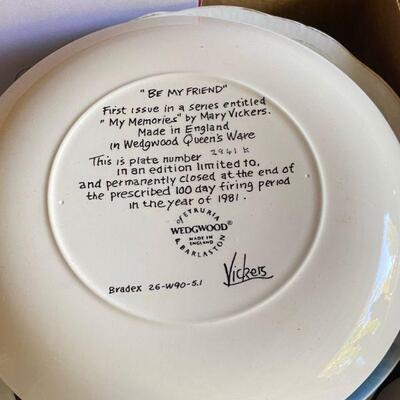 "BE MY FRIEND"
First issue in a series entitled
"My Memories" by Mary Vickers.
Made in England
in Wedgwood Queen's Ware
This is plate number 3941 K
in an edition limited to,
and permanently closed at the end of
the prescribed 100 day firing period
in the year of 1981.
of ETRURIA
WEDGWOOD®
MADE IN
ENGLAND
& BARLASTON
Vickers
Bradex 26-W90-5.1